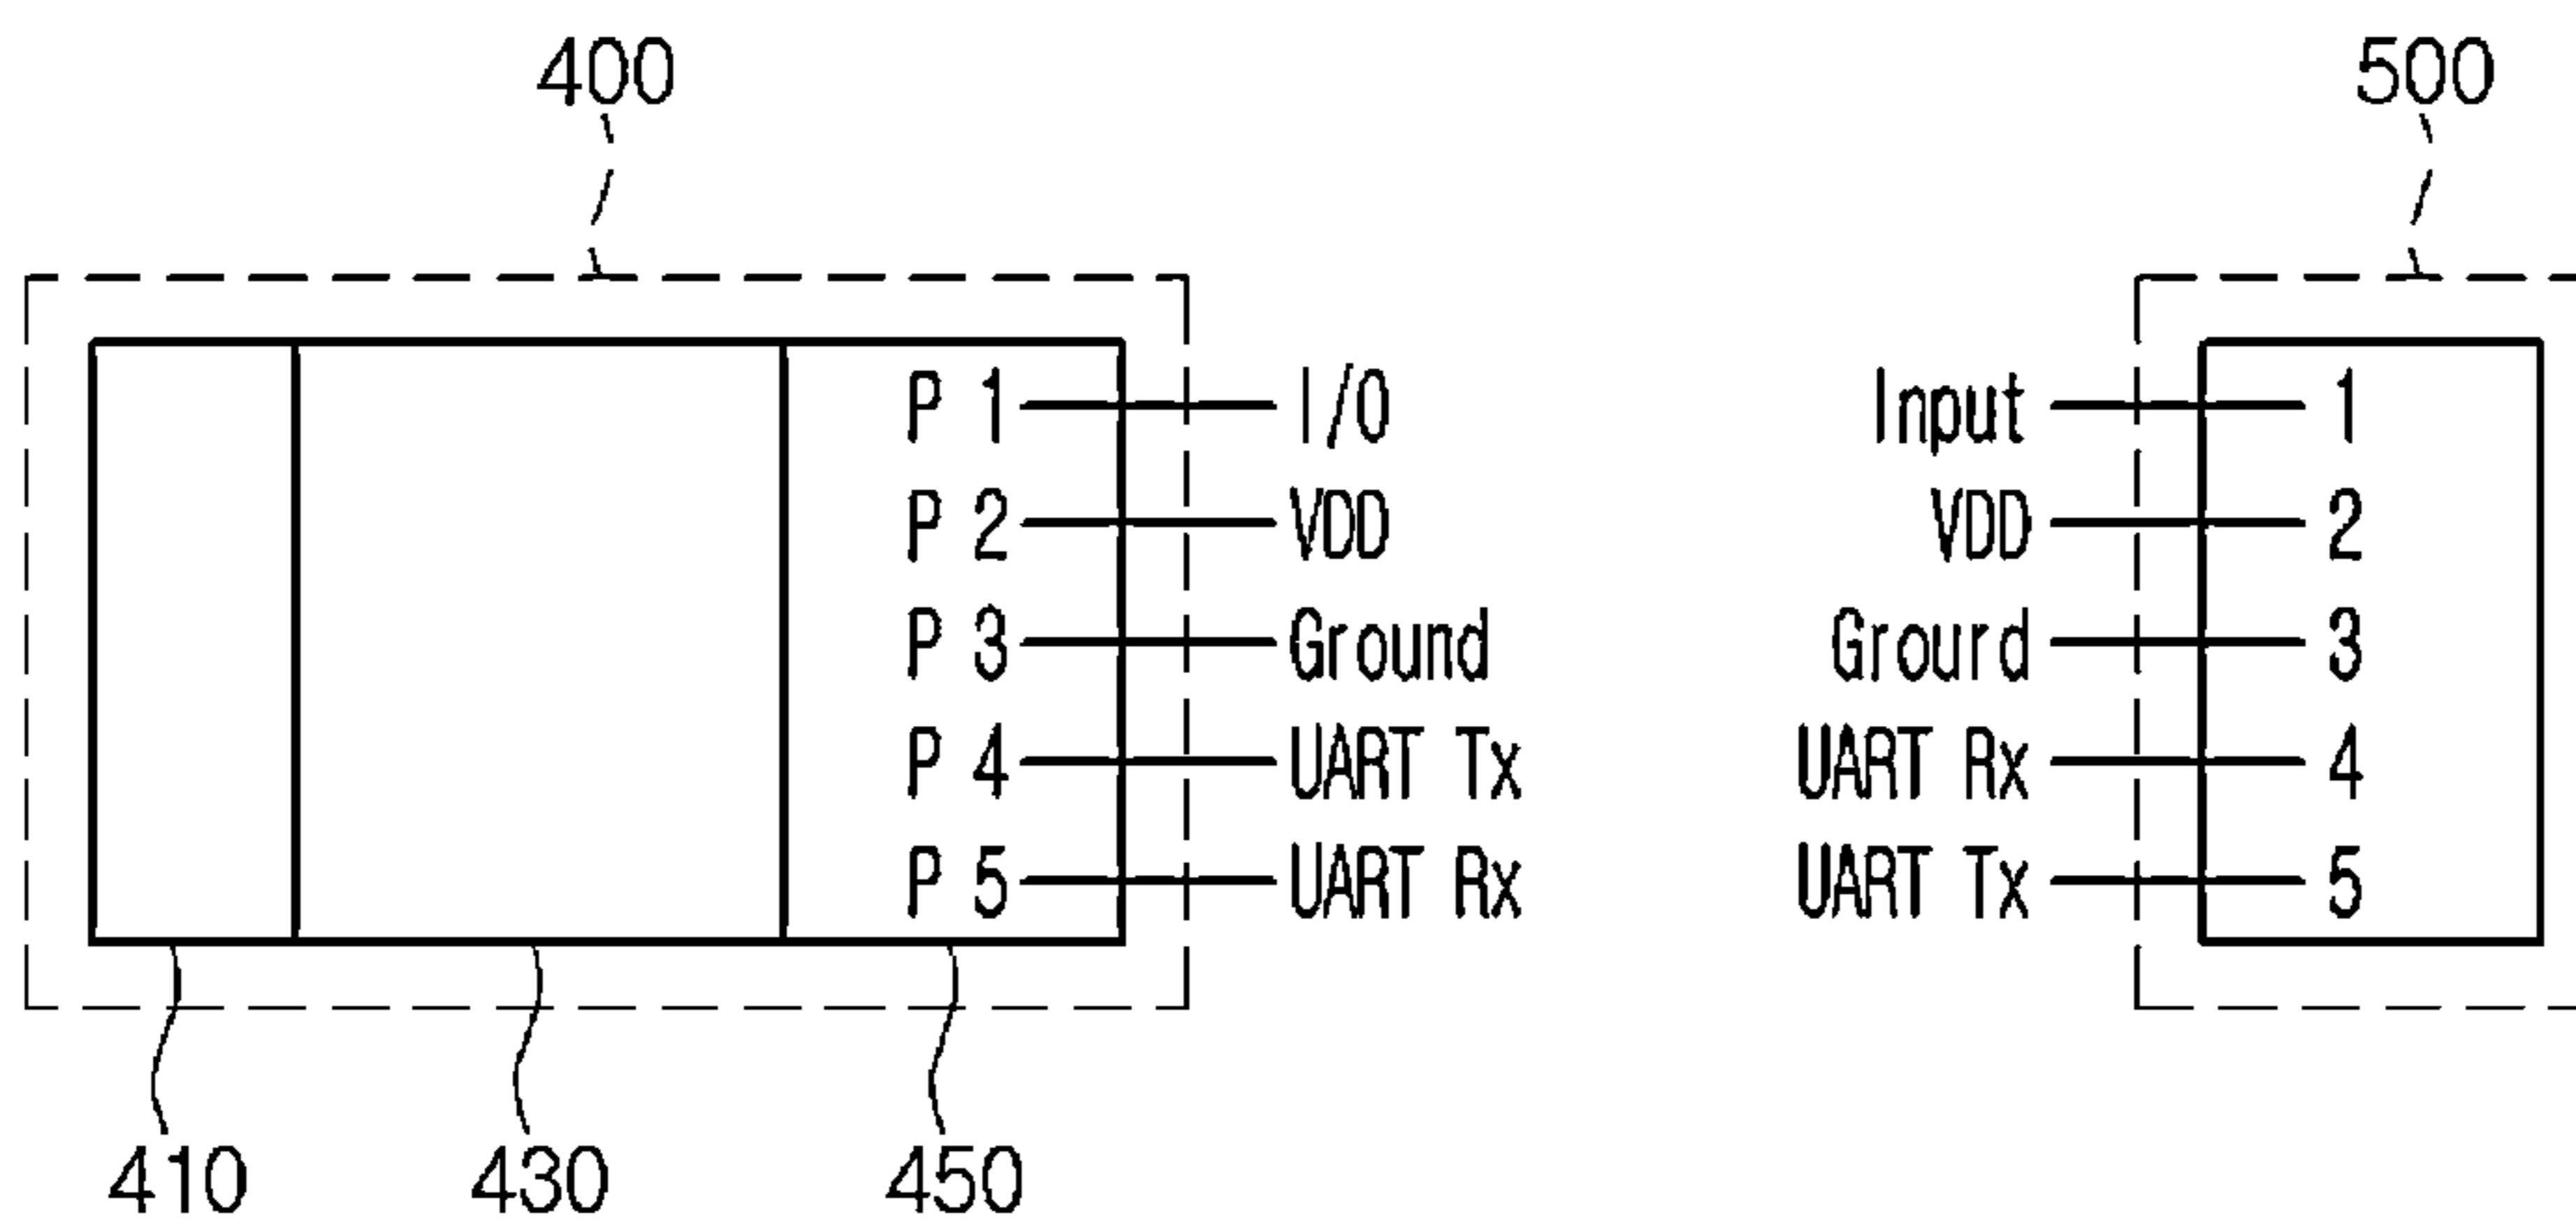 400 500
P 1 I/O Input 1
P 2 VDD VDD 2
P 3 Ground Grourd 3
P 4 UART Tx UART Rx 4
P 5 UART Rx UART Tx 5
410 430 450